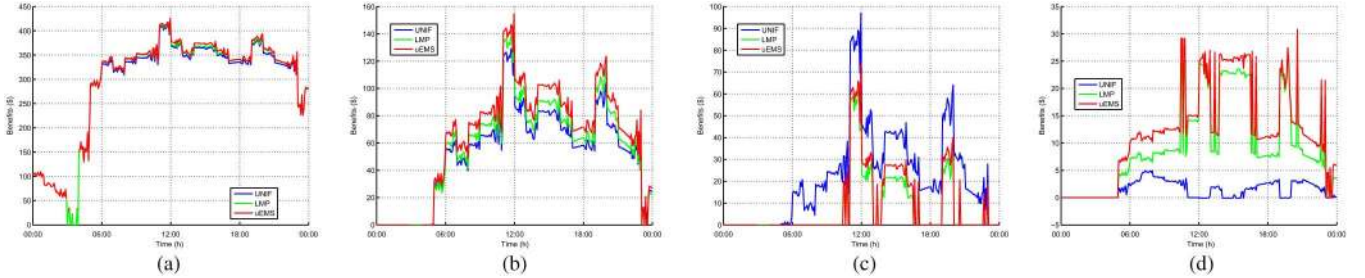 450
400
350
300
250
200
150
100
50
0
Benefits ($)
UNIF
LMP
uEMS
00:00 06:00 12:00 18:00 00:00
Time (h)
(a)
160
140
120
100
80
60
40
20
0
Benefits ($)
UNIF
LMP
uEMS
00:00 06:00 12:00 18:00 00:00
Time (h)
(b)
100
90
80
70
60
50
40
30
20
10
0
Benefits ($)
UNIF
LMP
uEMS
00:00 06:00 12:00 18:00 00:00
Time (h)
(c)
35
30
25
20
15
10
5
0
-5
Benefits ($)
UNIF
LMP
uEMS
00:00 06:00 12:00 18:00 00:00
Time (h)
(d)